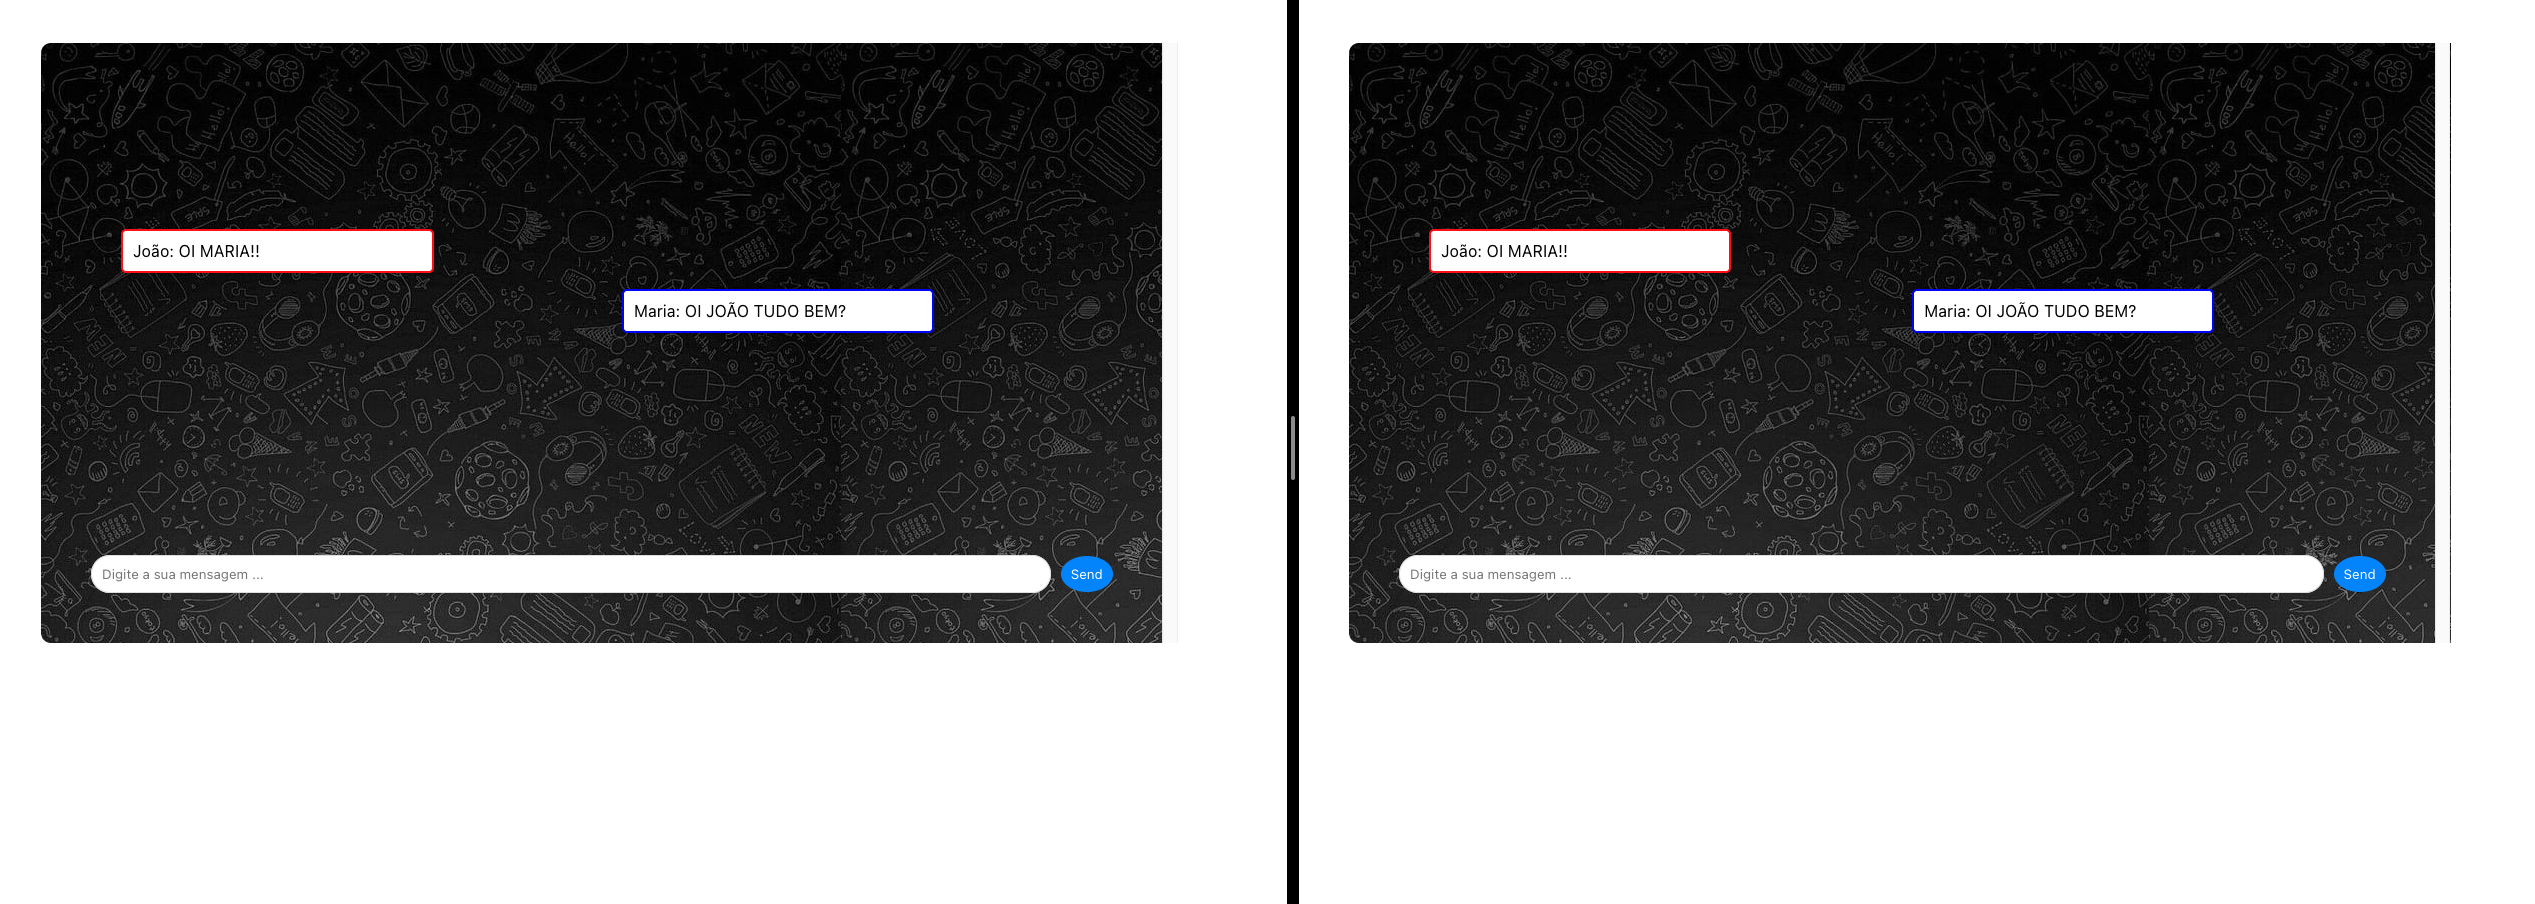 João: OI MARIA!!
Maria: OI JOÃO TUDO BEM?
Digite a sua mensagem ...
Send
João: OI MARIA!!
Maria: OI JOÃO TUDO BEM?
Digite a sua mensagem ...
Send